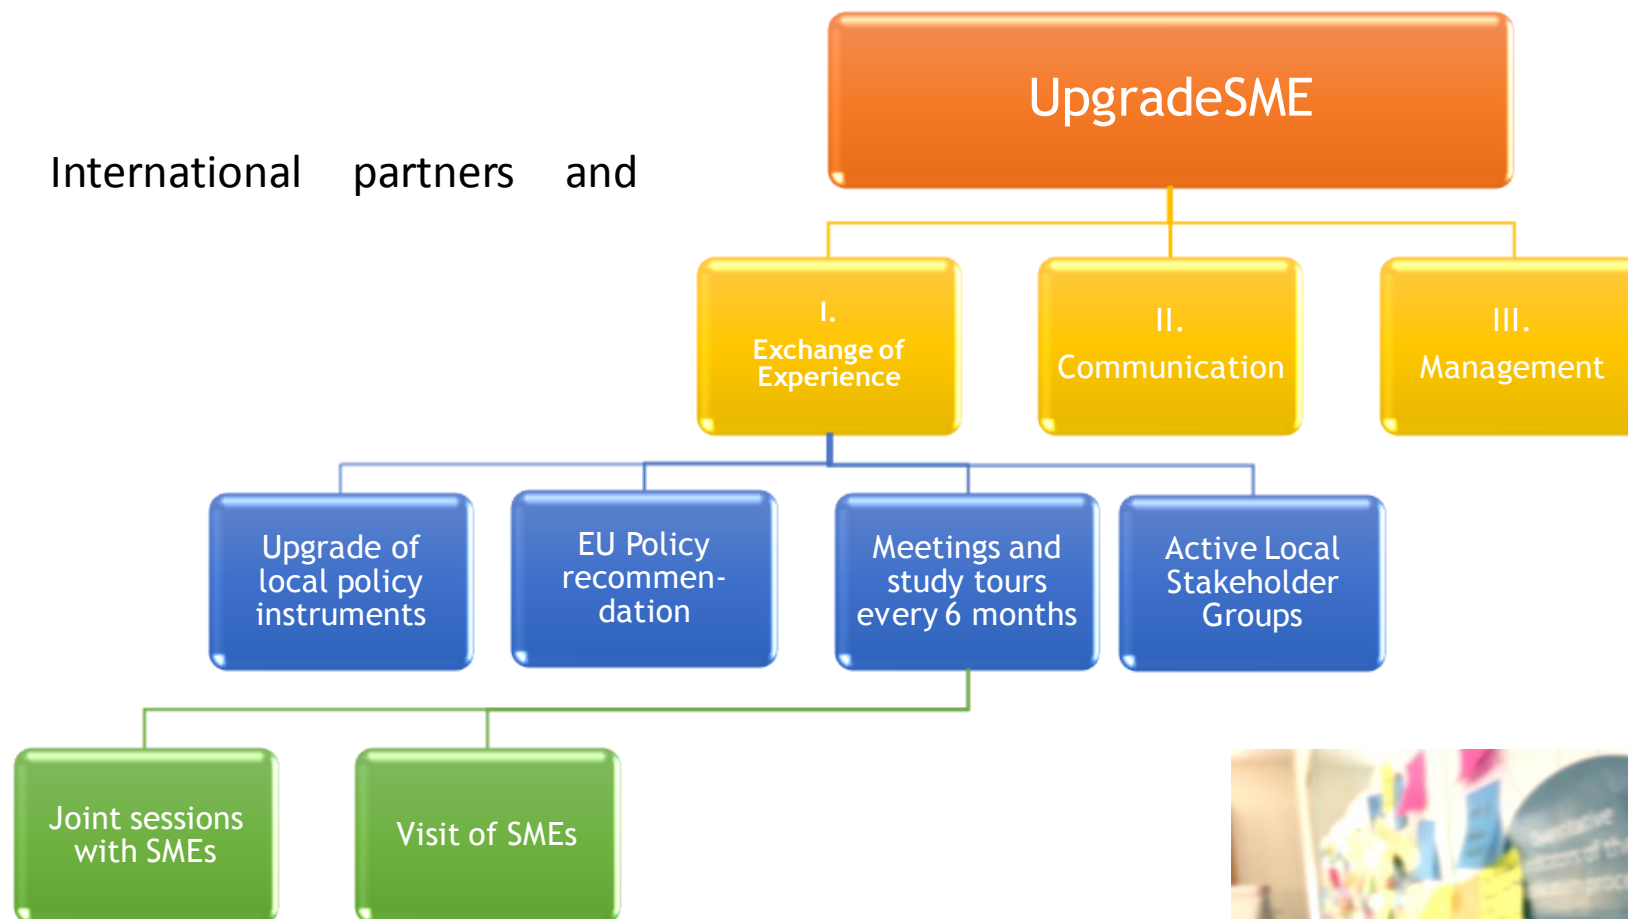 UpgradeSME
International partners and
I.
Exchange of
Experience
II.
Communication
III.
Management
Upgrade of
local policy
instruments
EU Policy
recommen-
dation
Meetings and
study tours
every 6 months
Active Local
Stakeholder
Groups
Joint sessions
with SMEs
Visit of SMEs
of the